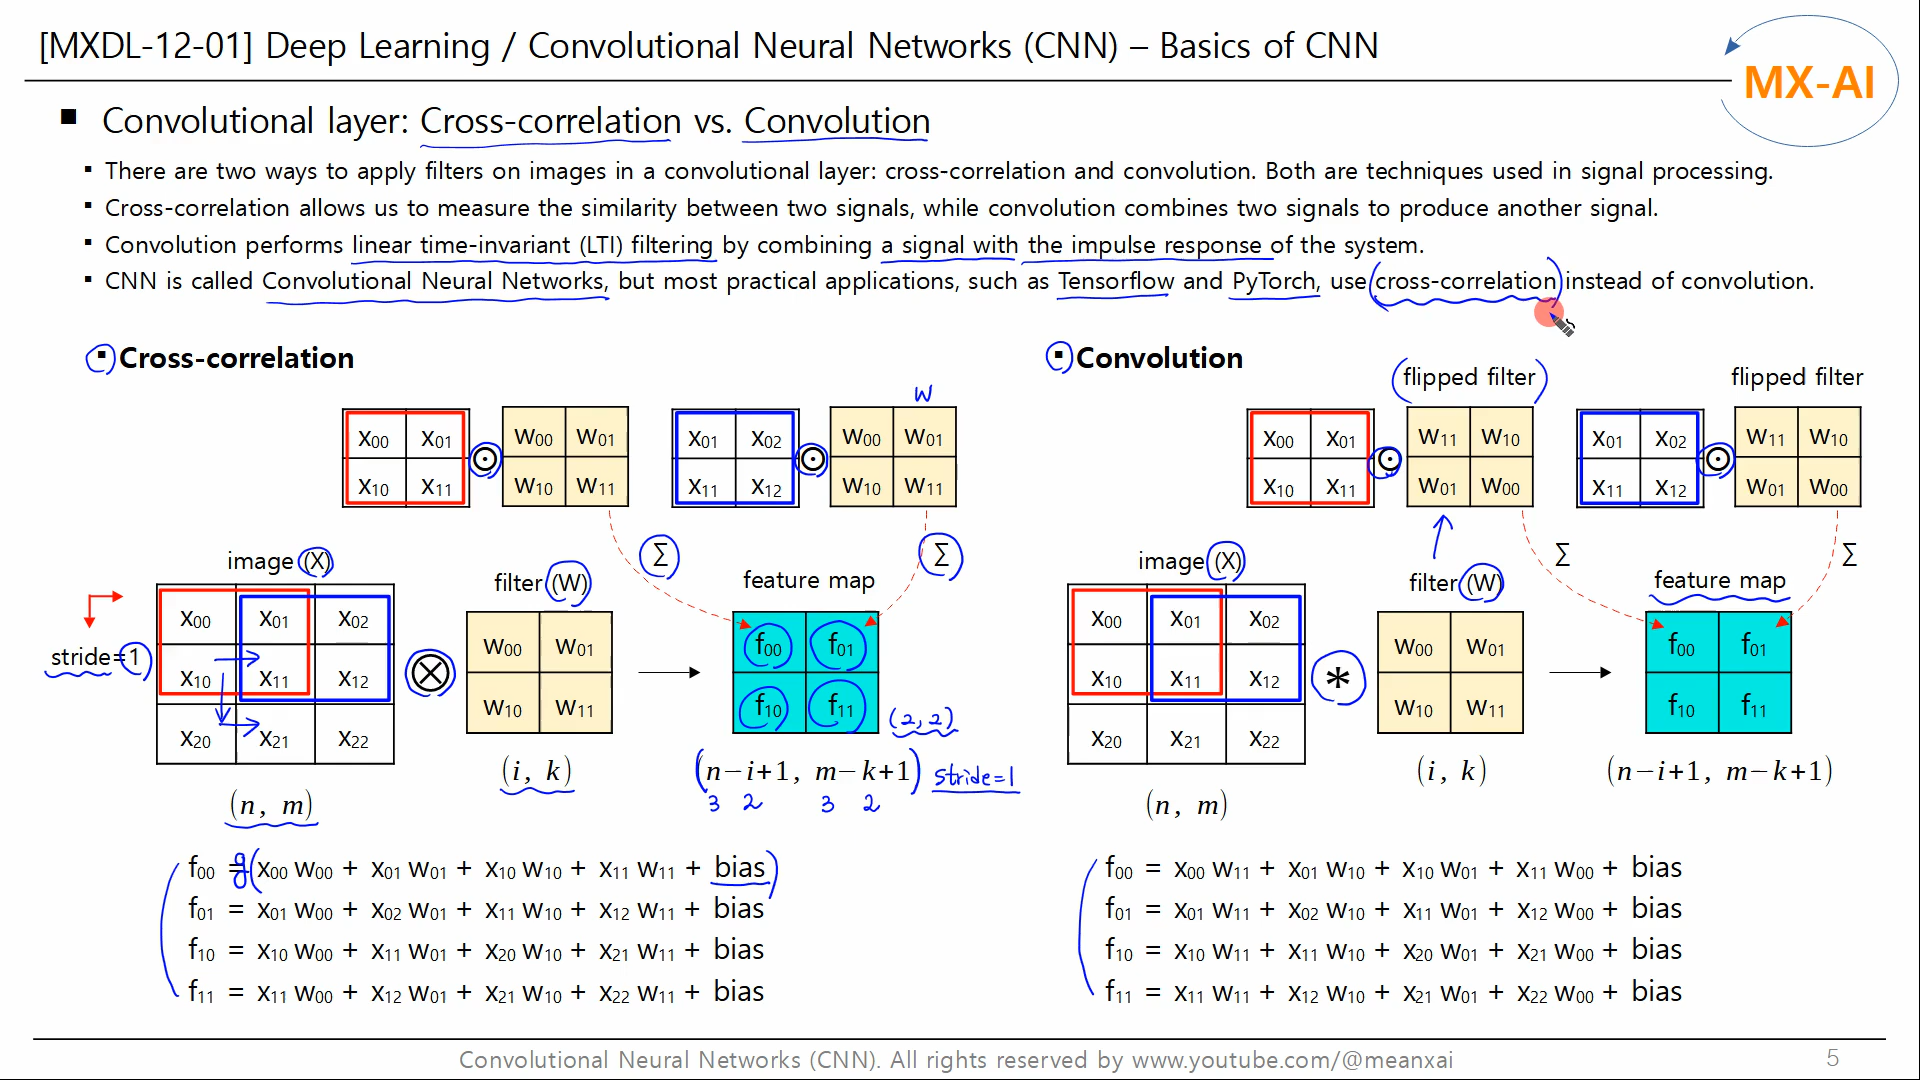 [MXDL-12-01] Deep Learning / Convolutional Neural Networks (CNN) – Basics of CNN
MX-AI
■ Convolutional layer: Cross-correlation vs. Convolution
▪ There are two ways to apply filters on images in a convolutional layer: cross-correlation and convolution. Both are techniques used in signal processing.
▪ Cross-correlation allows us to measure the similarity between two signals, while convolution combines two signals to produce another signal.
▪ Convolution performs linear time-invariant (LTI) filtering by combining a signal with the impulse response of the system.
▪ CNN is called Convolutional Neural Networks, but most practical applications, such as Tensorflow and PyTorch, use cross-correlation instead of convolution.
▪ Cross-correlation
w
x00 x01 ⊙ w00 w01
x10 x11 w10 w11
x01 x02 ⊙ w00 w01
x11 x12 w10 w11
∑ ∑
image (X)
filter (W)
feature map
stride=1
x00 x01 x02
x10 x11 x12
x20 x21 x22
⊗
w00 w01
w10 w11
f00 f01
f10 f11
(2, 2)
(n, m)
(i, k)
(n−i+1, m−k+1) stride=1
3 2 3 2
f00 = g(x00 w00 + x01 w01 + x10 w10 + x11 w11 + bias)
f01 = x01 w00 + x02 w01 + x11 w10 + x12 w11 + bias
f10 = x10 w00 + x11 w01 + x20 w10 + x21 w11 + bias
f11 = x11 w00 + x12 w01 + x21 w10 + x22 w11 + bias
▪ Convolution
(flipped filter) flipped filter
x00 x01 ⊙ w11 w10
x10 x11 w01 w00
x01 x02 ⊙ w11 w10
x11 x12 w01 w00
∑ ∑
image (X)
filter (W)
feature map
x00 x01 x02
x10 x11 x12
x20 x21 x22
*
w00 w01
w10 w11
f00 f01
f10 f11
(n, m)
(i, k)
(n−i+1, m−k+1)
f00 = x00 w11 + x01 w10 + x10 w01 + x11 w00 + bias
f01 = x01 w11 + x02 w10 + x11 w01 + x12 w00 + bias
f10 = x10 w11 + x11 w10 + x20 w01 + x21 w00 + bias
f11 = x11 w11 + x12 w10 + x21 w01 + x22 w00 + bias
Convolutional Neural Networks (CNN). All rights reserved by www.youtube.com/@meanxai
5